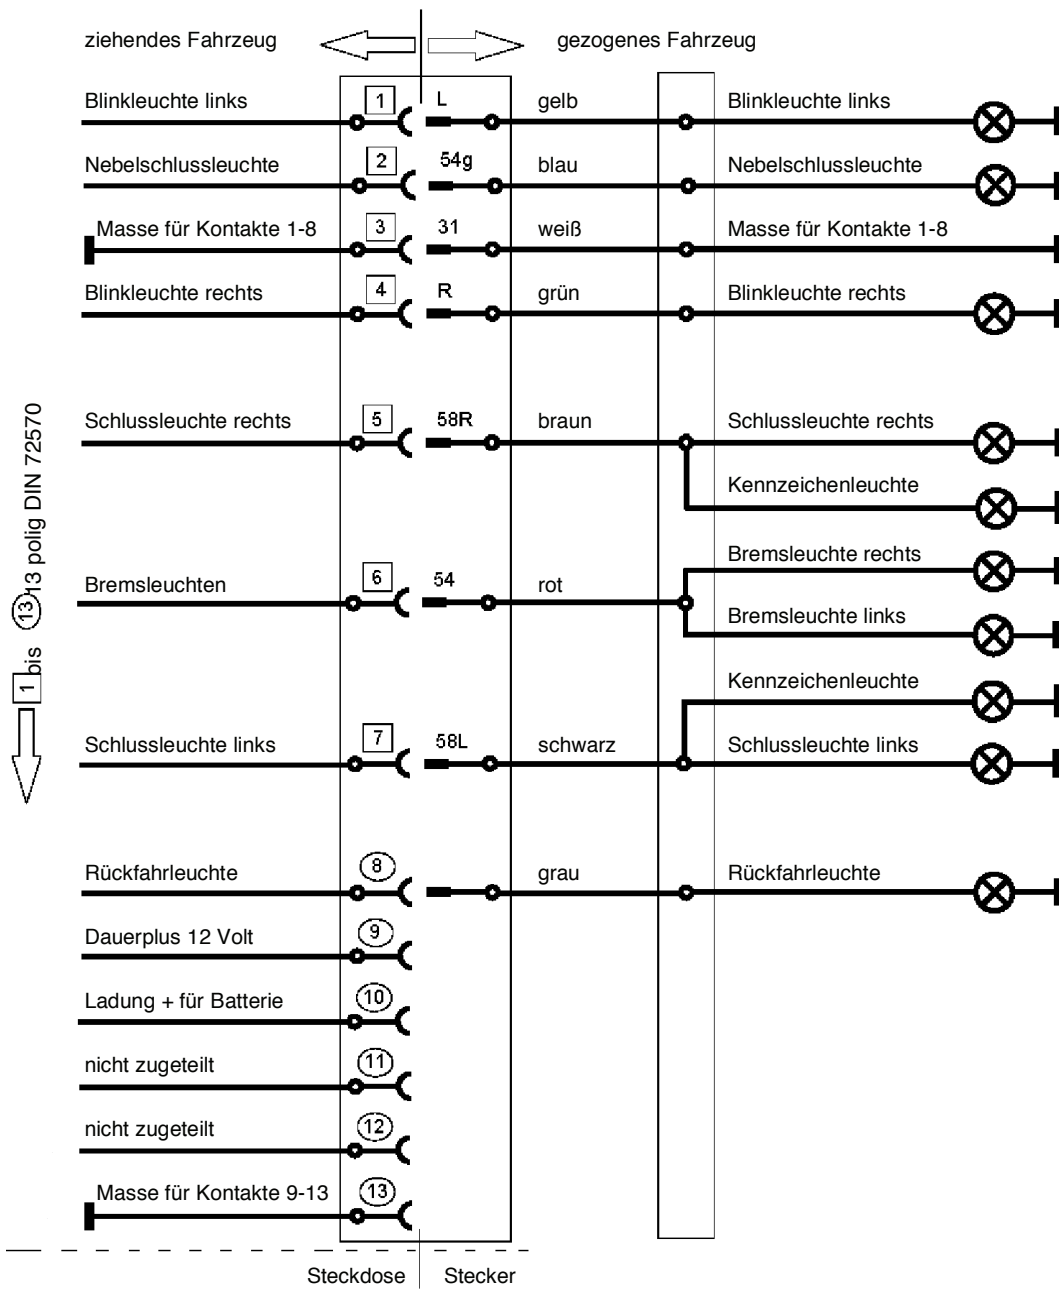 ziehendes Fahrzeug gezogenes Fahrzeug
Blinkleuchte links 1 L gelb Blinkleuchte links
Nebelschlussleuchte 2 54g blau Nebelschlussleuchte
Masse für Kontakte 1-8 3 31 weiß Masse für Kontakte 1-8
Blinkleuchte rechts 4 R grün Blinkleuchte rechts
Schlussleuchte rechts 5 58R braun Schlussleuchte rechts
Kennzeichenleuchte
Bremsleuchte rechts
Bremsleuchten 6 54 rot
Bremsleuchte links
Kennzeichenleuchte
Schlussleuchte links 7 58L schwarz Schlussleuchte links
Rückfahrleuchte 8 grau Rückfahrleuchte
Dauerplus 12 Volt 9
Ladung + für Batterie 10
nicht zugeteilt 11
nicht zugeteilt 12
Masse für Kontakte 9-13 13
Steckdose Stecker
1 bis 13 13 polig DIN 72570